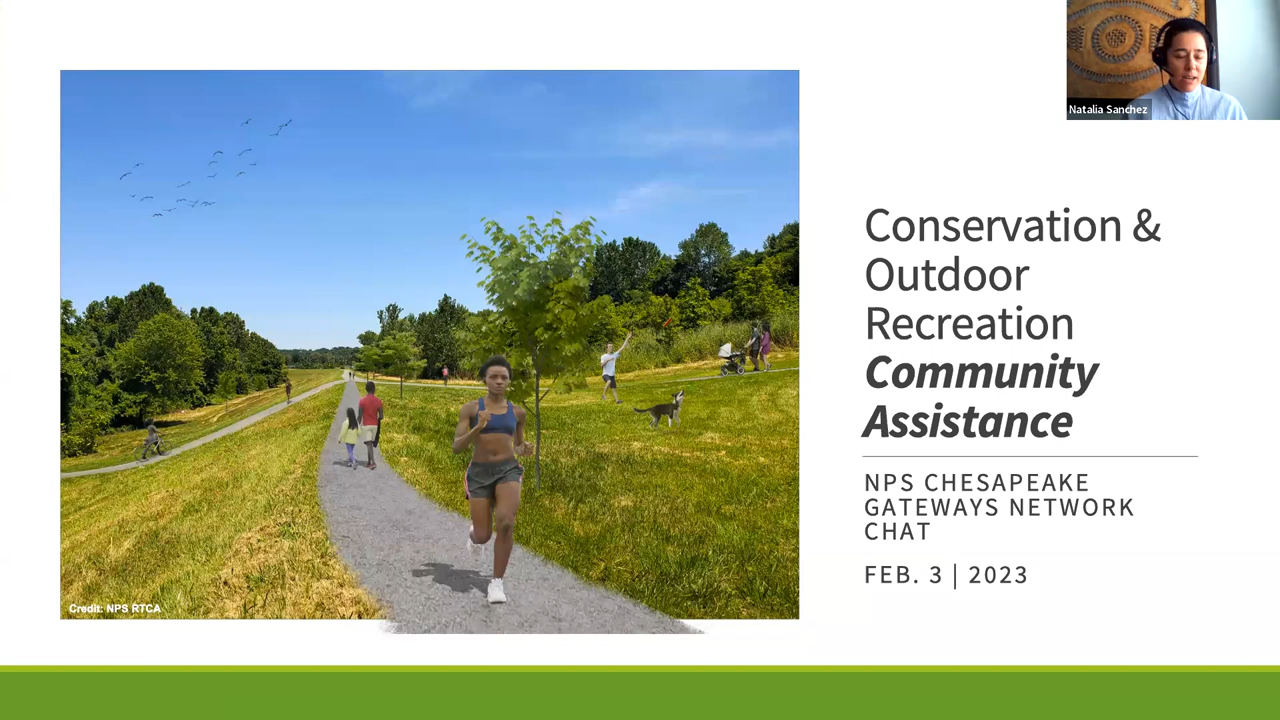 Natalia Sanchez
Conservation &
Outdoor
Recreation
Community
Assistance
NPS CHESAPEAKE
GATEWAYS NETWORK
CHAT
FEB. 3 | 2023
Credit: NPS RTCA